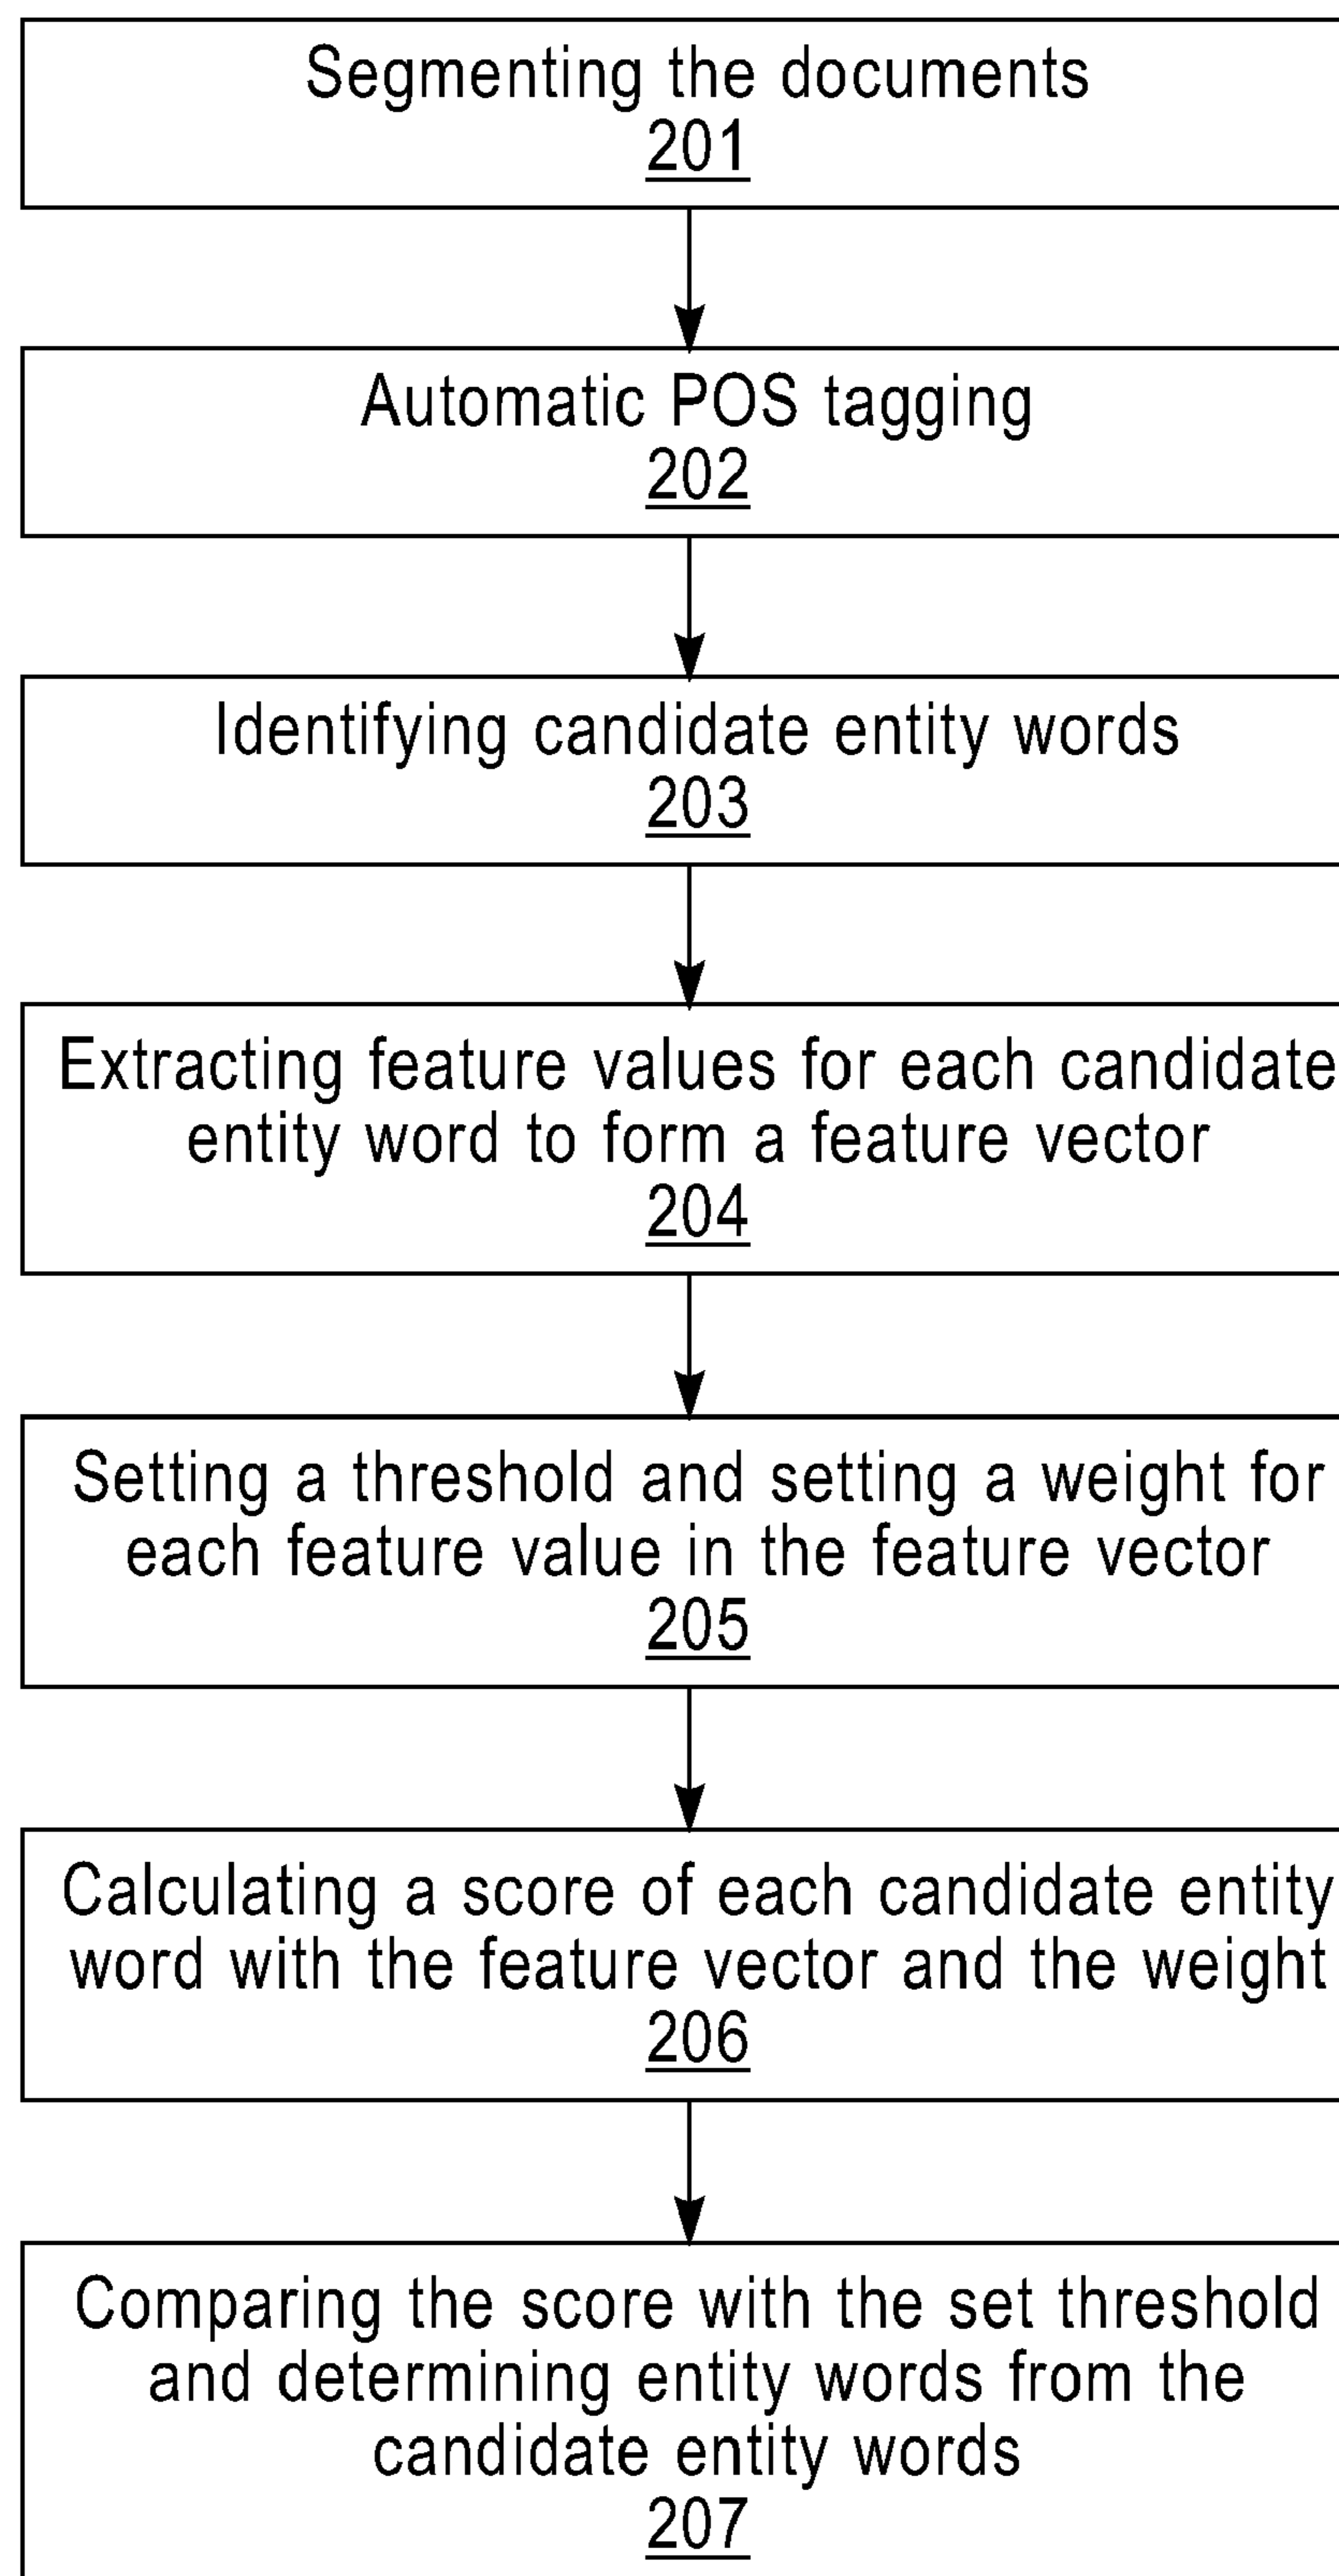 Segmenting the documents
201
Automatic POS tagging
202
Identifying candidate entity words
203
Extracting feature values for each candidate
entity word to form a feature vector
204
Setting a threshold and setting a weight for
each feature value in the feature vector
205
Calculating a score of each candidate entity
word with the feature vector and the weight
206
Comparing the score with the set threshold
and determining entity words from the
candidate entity words
207